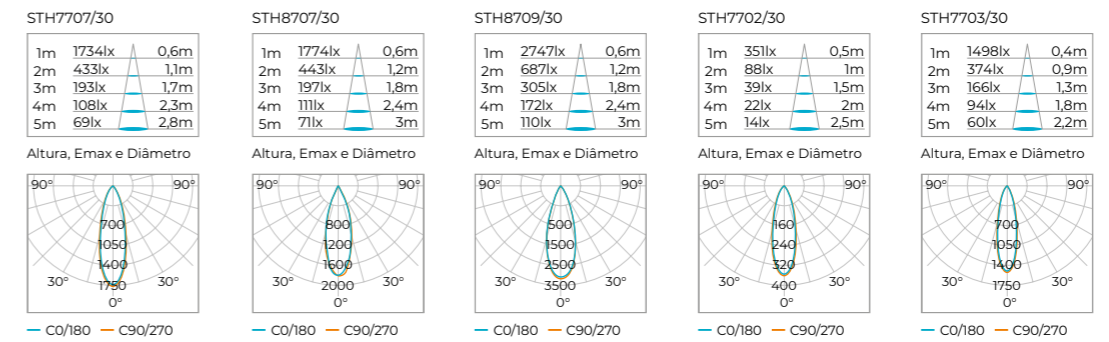 STH7707/30
1m 1734lx 0,6m
2m 433lx 1,1m
3m 193lx 1,7m
4m 108lx 2,3m
5m 69lx 2,8m
Altura, Emax e Diâmetro
90° 90°
700
1050
1400
30° 1750 30°
0°
C0/180 C90/270
STH8707/30
1m 1774lx 0,6m
2m 443lx 1,2m
3m 197lx 1,8m
4m 111lx 2,4m
5m 71lx 3m
Altura, Emax e Diâmetro
90° 90°
800
1200
1600
30° 2000 30°
0°
C0/180 C90/270
STH8709/30
1m 2747lx 0,6m
2m 687lx 1,2m
3m 305lx 1,8m
4m 172lx 2,4m
5m 110lx 3m
Altura, Emax e Diâmetro
90° 90°
500
1500
2500
30° 3500 30°
0°
C0/180 C90/270
STH7702/30
1m 351lx 0,5m
2m 88lx 1m
3m 39lx 1,5m
4m 22lx 2m
5m 14lx 2,5m
Altura, Emax e Diâmetro
90° 90°
160
240
320
30° 400 30°
0°
C0/180 C90/270
STH7703/30
1m 1498lx 0,4m
2m 374lx 0,9m
3m 166lx 1,3m
4m 94lx 1,8m
5m 60lx 2,2m
Altura, Emax e Diâmetro
90° 90°
700
1050
1400
30° 1750 30°
0°
C0/180 C90/270